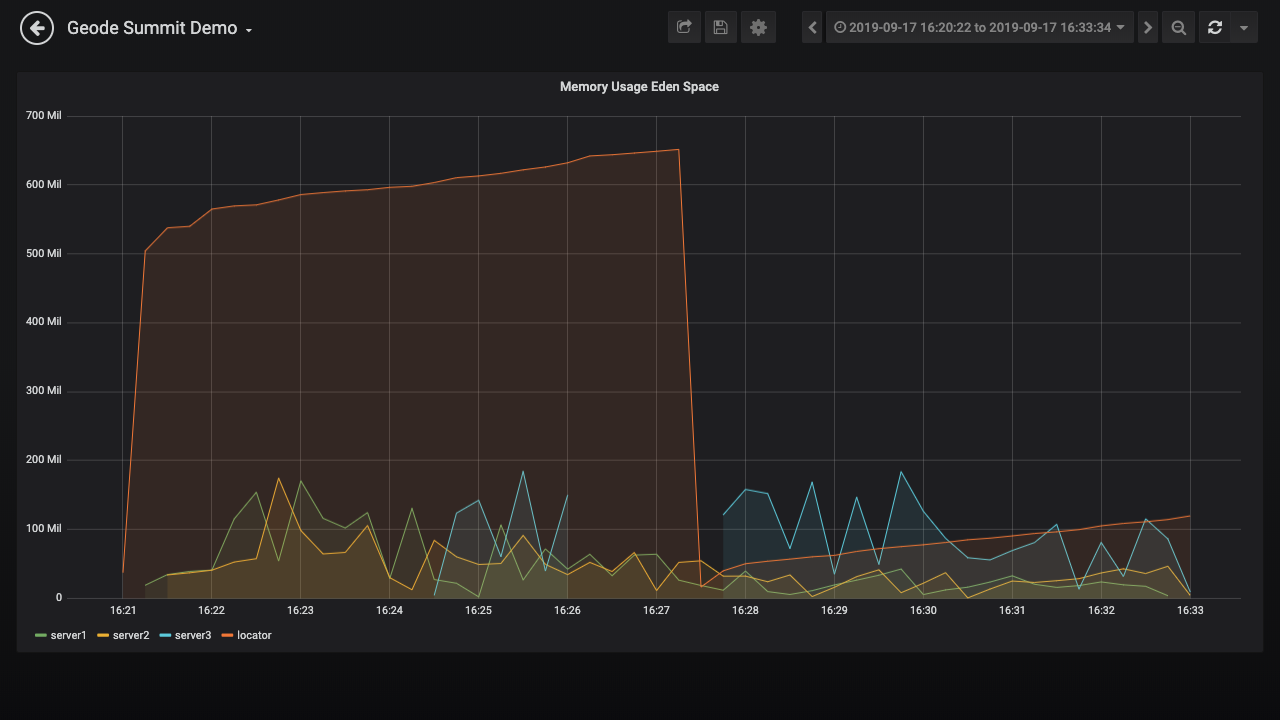 Geode Summit Demo
2019-09-17 16:20:22 to 2019-09-17 16:33:34
Memory Usage Eden Space
700 Mil
600 Mil
500 Mil
400 Mil
300 Mil
200 Mil
100 Mil
0
16:21 16:22 16:23 16:24 16:25 16:26 16:27 16:28 16:29 16:30 16:31 16:32 16:33
server1 server2 server3 locator